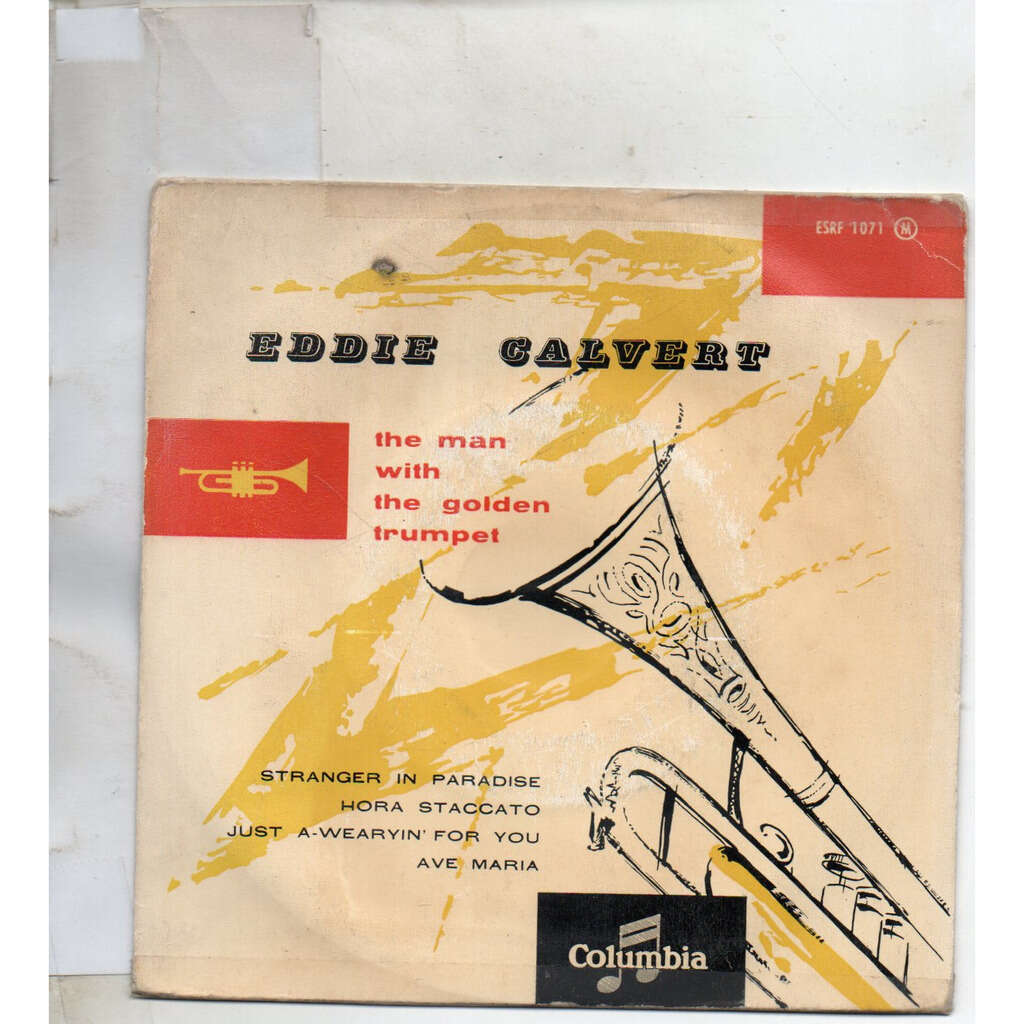 ESRF 1071 M
EDDIE CALVERT
the man
with
the golden
trumpet
STRANGER IN PARADISE
HORA STACCATO
JUST A-WEARYIN' FOR YOU
AVE MARIA
Columbia